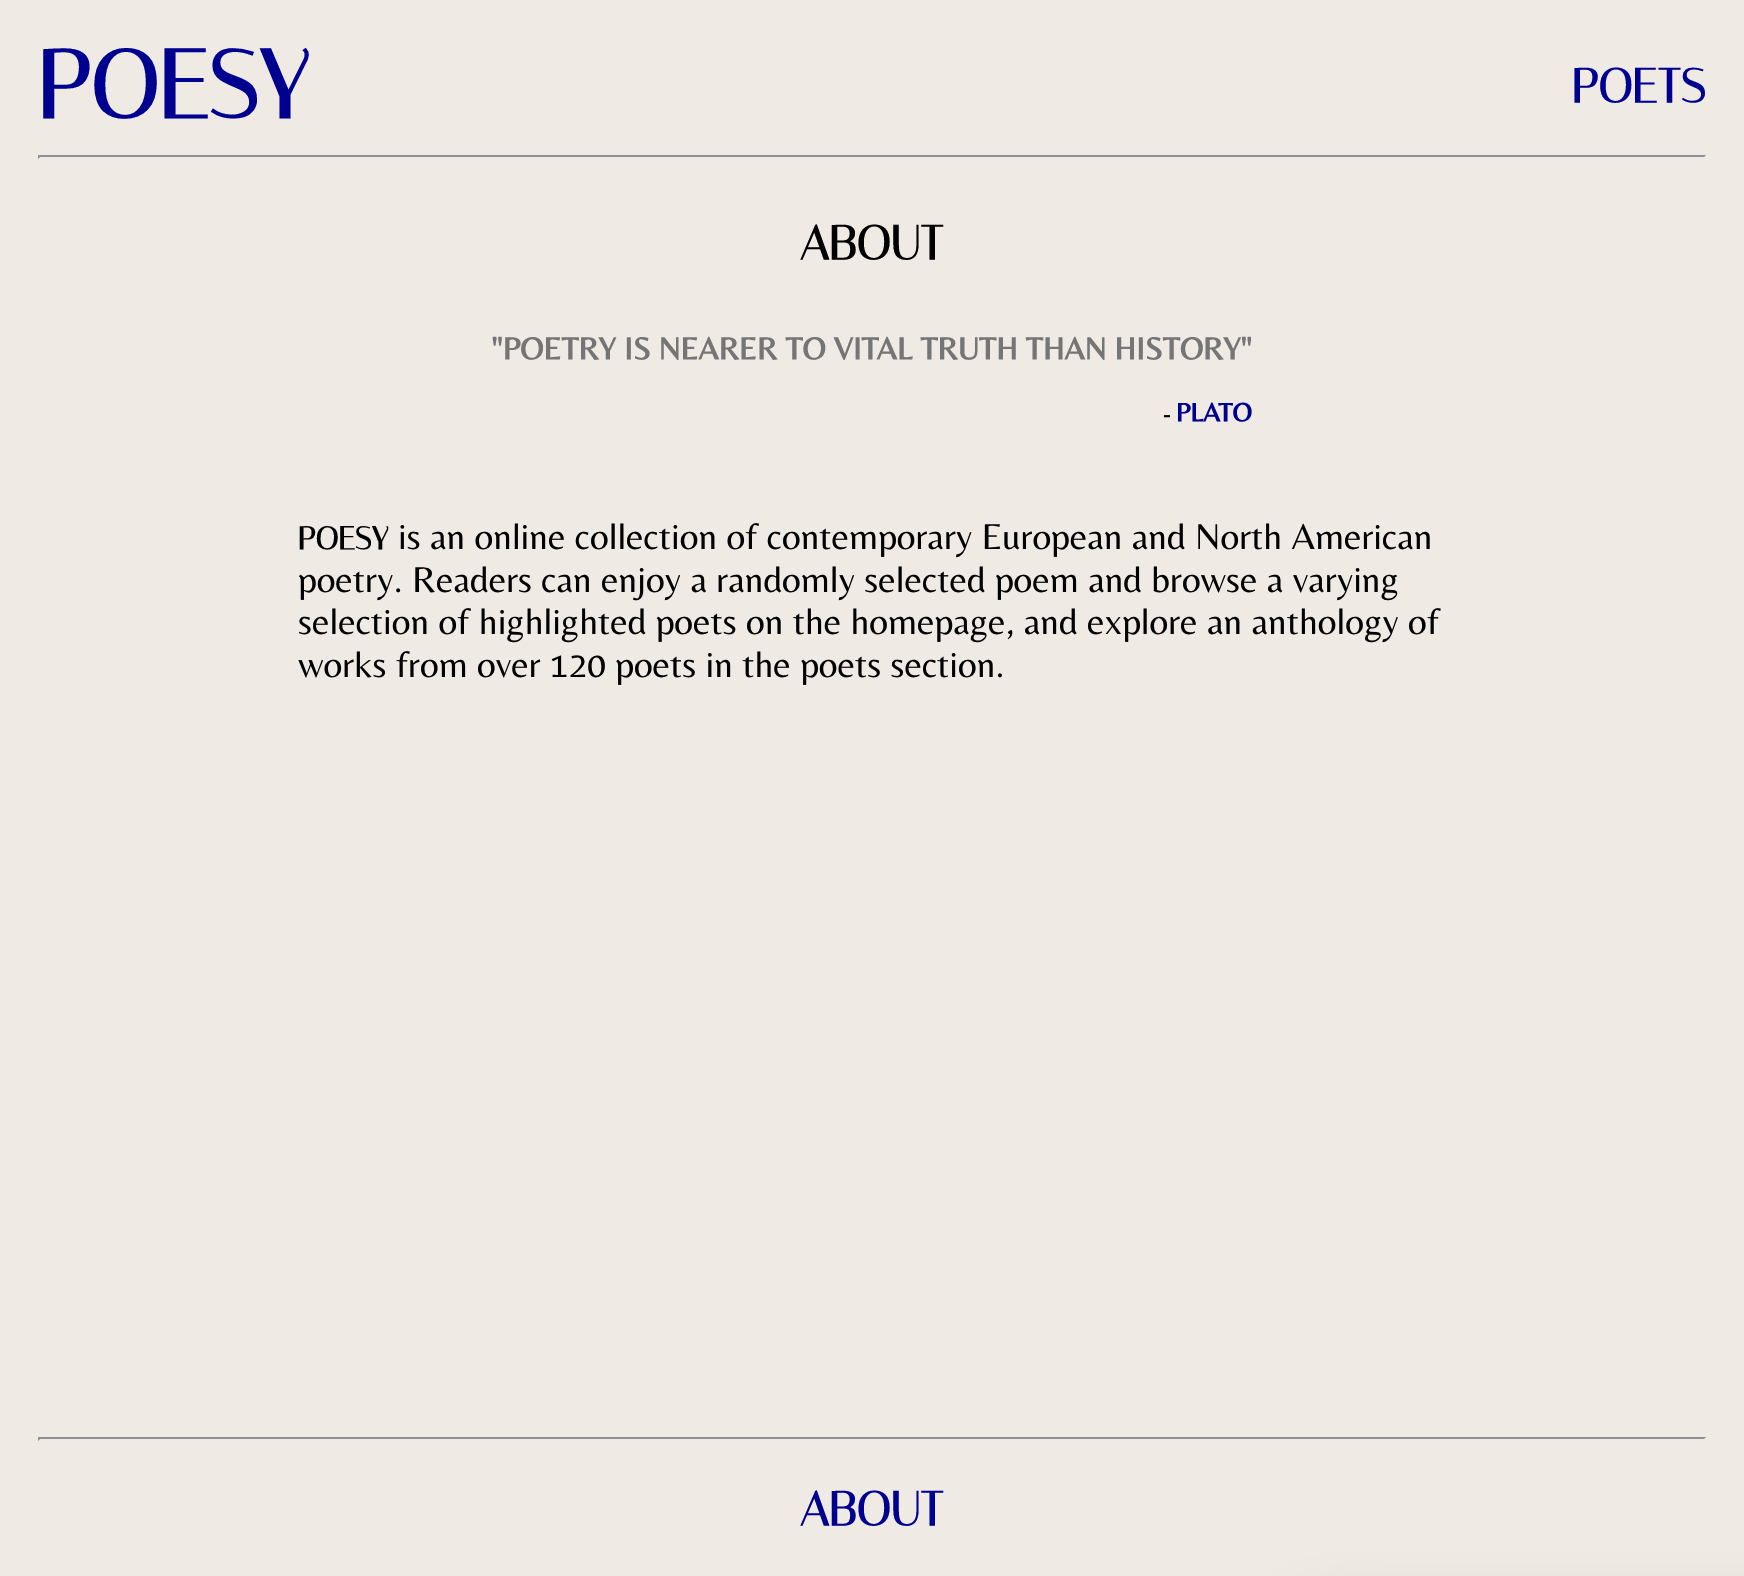 POESY
POETS
ABOUT
"POETRY IS NEARER TO VITAL TRUTH THAN HISTORY"
- PLATO
POESY is an online collection of contemporary European and North American
poetry. Readers can enjoy a randomly selected poem and browse a varying
selection of highlighted poets on the homepage, and explore an anthology of
works from over 120 poets in the poets section.
ABOUT